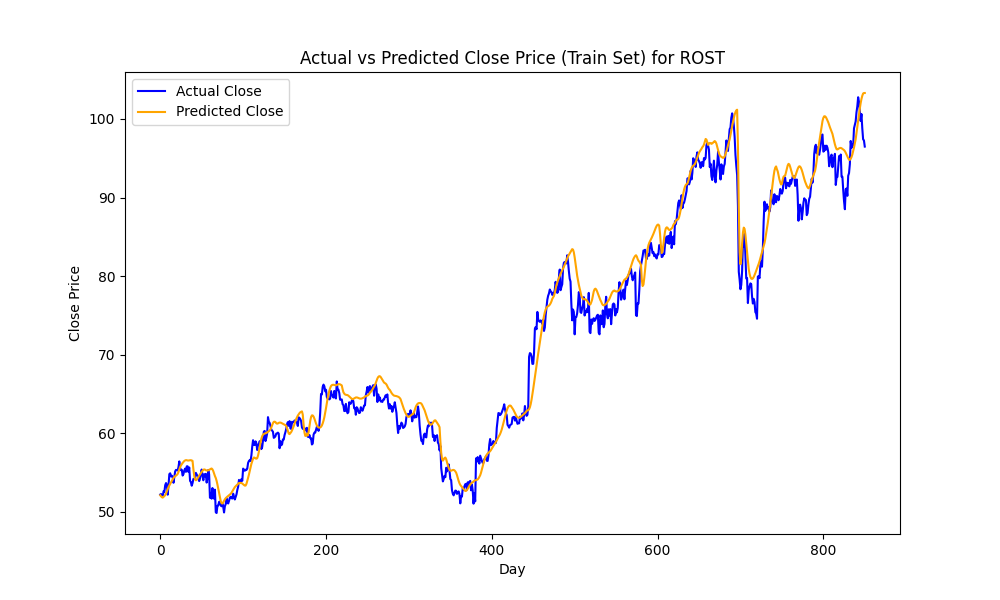 Actual vs Predicted Close Price (Train Set) for ROST
Actual Close
Predicted Close
Close Price
100
90
80
70
60
50
0 200 400 600 800
Day